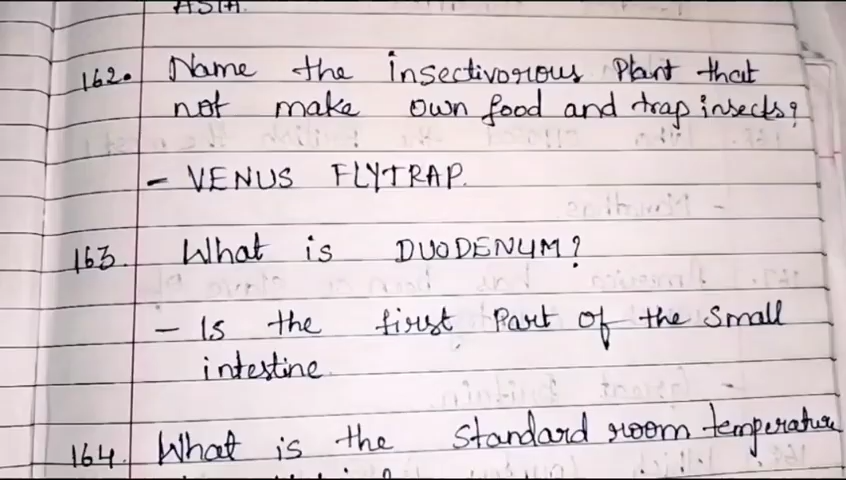 ASIA.
162. Name the insectivorous Plant that
not make own food and trap insects?
- VENUS FLYTRAP.
163. What is DUODENUM?
- Is the first Part of the small
intestine.
164. What is the standard room temperature